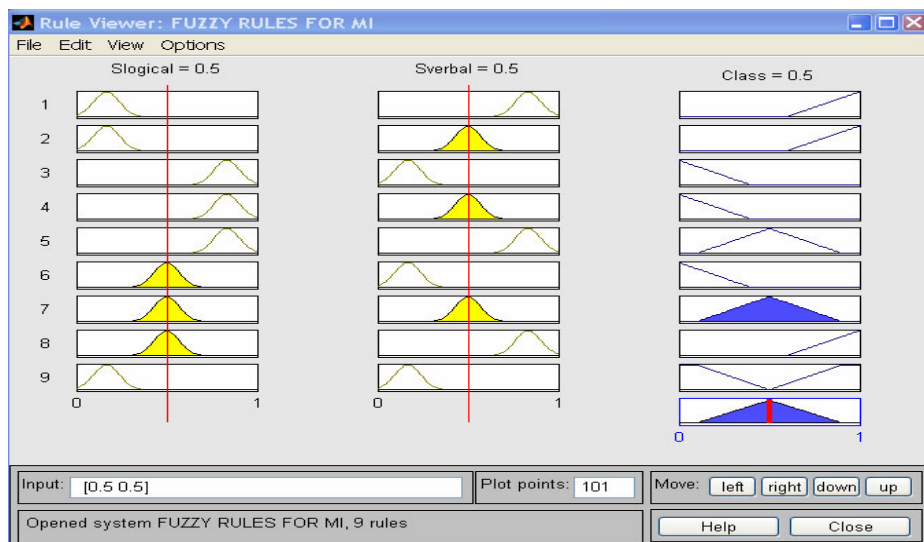 Rule Viewer: FUZZY RULES FOR MI
File Edit View Options
Slogical = 0.5
Sverbal = 0.5
Class = 0.5
1
2
3
4
5
6
7
8
9
0 1
0 1
0 1
Input: [0.5 0.5]
Plot points: 101
Move: left right down up
Opened system FUZZY RULES FOR MI, 9 rules
Help Close